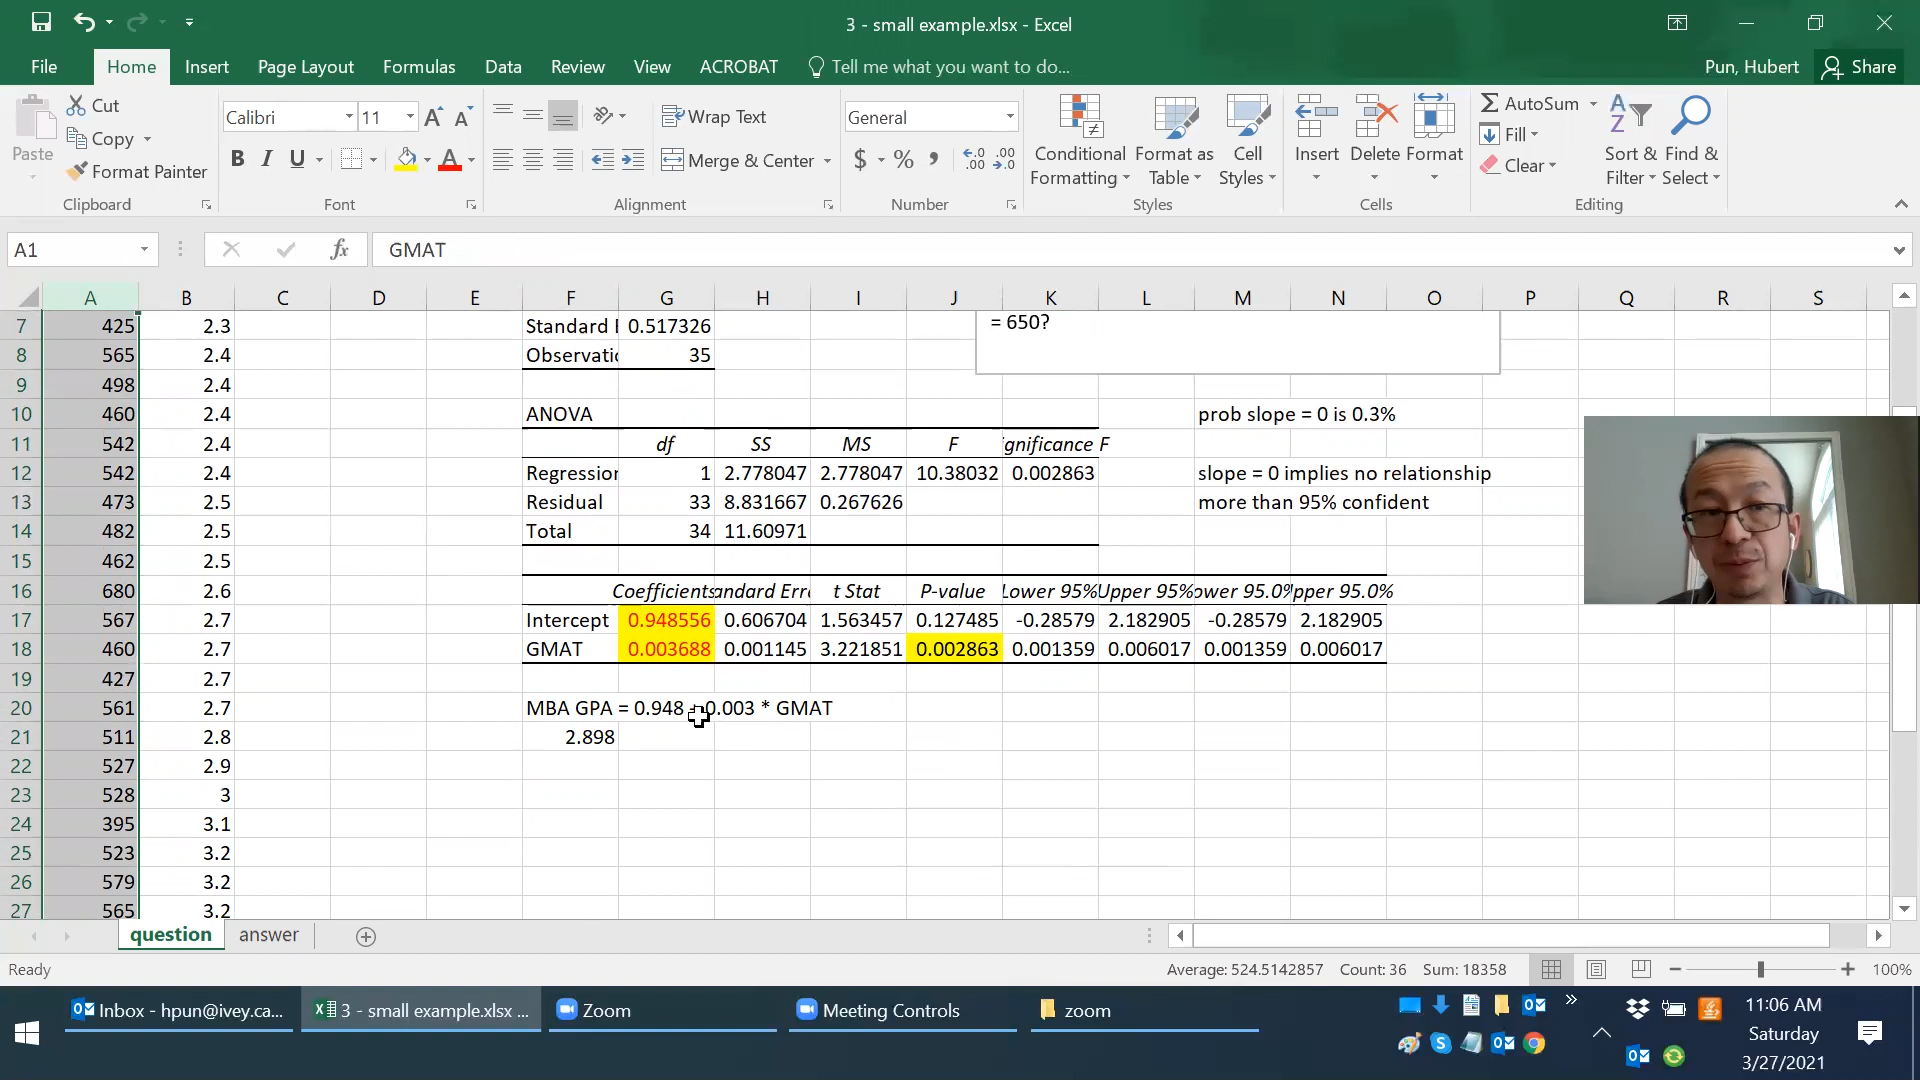 3 - small example.xlsx - Excel
File Home Insert Page Layout Formulas Data Review View ACROBAT Tell me what you want to do... Pun, Hubert Share
Paste
Cut
Copy
Format Painter
Clipboard
Calibri 11
B I U
Font
Wrap Text
Merge & Center
Alignment
General
$ % ,
Number
Conditional Formatting
Format as Table
Cell Styles
Styles
Insert Delete Format
Cells
AutoSum
Fill
Clear
Sort & Filter
Find & Select
Editing
A1 fx GMAT
A B C D E F G H I J K L M N O P Q R S
7 425 2.3 Standard E 0.517326 = 650?
8 565 2.4 Observatio 35
9 498 2.4
10 460 2.4 ANOVA prob slope = 0 is 0.3%
11 542 2.4 df SS MS F gnificance F
12 542 2.4 Regression 1 2.778047 2.778047 10.38032 0.002863 slope = 0 implies no relationship
13 473 2.5 Residual 33 8.831667 0.267626 more than 95% confident
14 482 2.5 Total 34 11.60971
15 462 2.5
16 680 2.6 Coefficients andard Erro t Stat P-value Lower 95% Upper 95% ower 95.0% pper 95.0%
17 567 2.7 Intercept 0.948556 0.606704 1.563457 0.127485 -0.28579 2.182905 -0.28579 2.182905
18 460 2.7 GMAT 0.003688 0.001145 3.221851 0.002863 0.001359 0.006017 0.001359 0.006017
19 427 2.7
20 561 2.7 MBA GPA = 0.948 + 0.003 * GMAT
21 511 2.8 2.898
22 527 2.9
23 528 3
24 395 3.1
25 523 3.2
26 579 3.2
27 565 3.2
question answer
Ready Average: 524.5142857 Count: 36 Sum: 18358 100%
Inbox - hpun@ivey.ca... 3 - small example.xlsx ... Zoom Meeting Controls zoom
11:06 AM
Saturday
3/27/2021